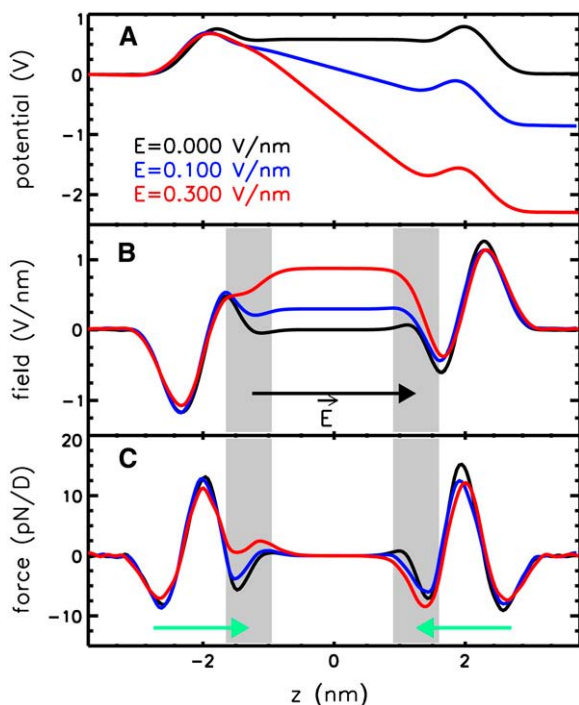 A
potential (V)
1
0
-1
-2
E=0.000 V/nm
E=0.100 V/nm
E=0.300 V/nm
B
field (V/nm)
1
0
-1
E
C
force (pN/D)
20
10
0
-10
-2
0
2
z (nm)